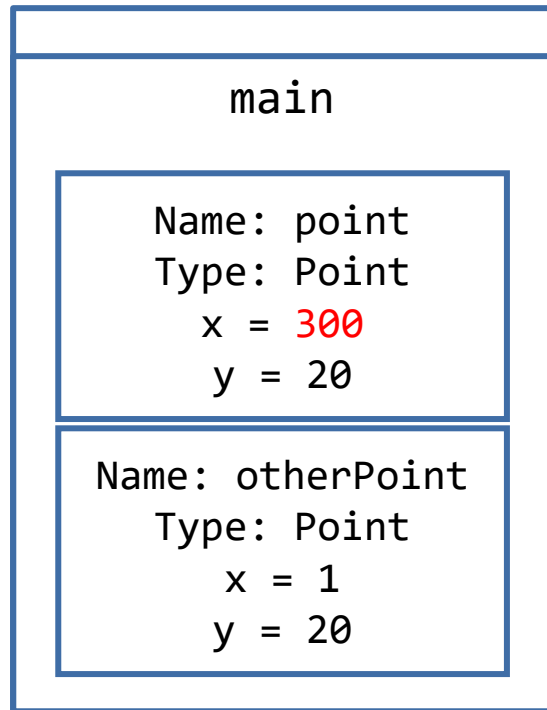 main
Name: point
Type: Point
x = 300
y = 20
Name: otherPoint
Type: Point
x = 1
y = 20